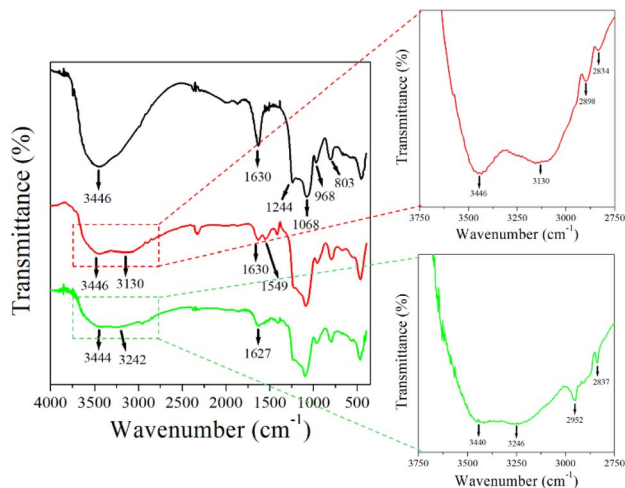 Transmittance (%)
3446
1630
1244
1068
968
803
3446
3130
1630
1549
3444
3242
1627
4000 3500 3000 2500 2000 1500 1000 500
Wavenumber (cm-1)
Transmittance (%)
3446
3130
2898
2834
3750 3500 3250 3000 2750
Wavenumber (cm-1)
Transmittance (%)
3440
3246
2952
2837
3750 3500 3250 3000 2750
Wavenumber (cm-1)